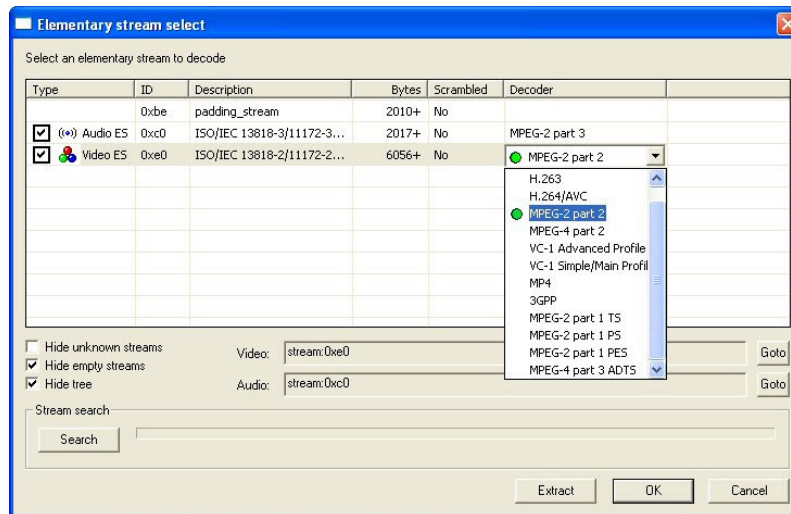 Elementary stream select
Select an elementary stream to decode
Type ID Description Bytes Scrambled Decoder
0xbe padding_stream 2010+ No
Audio ES 0xc0 ISO/IEC 13818-3/11172-3... 2017+ No MPEG-2 part 3
Video ES 0xe0 ISO/IEC 13818-2/11172-2... 6056+ No MPEG-2 part 2
H.263
H.264/AVC
MPEG-2 part 2
MPEG-4 part 2
VC-1 Advanced Profile
VC-1 Simple/Main Profil
MP4
3GPP
MPEG-2 part 1 TS
MPEG-2 part 1 PS
MPEG-2 part 1 PES
MPEG-4 part 3 ADTS
Hide unknown streams
Hide empty streams
Hide tree
Video: stream:0xe0 Goto
Audio: stream:0xc0 Goto
Stream search
Search
Extract OK Cancel